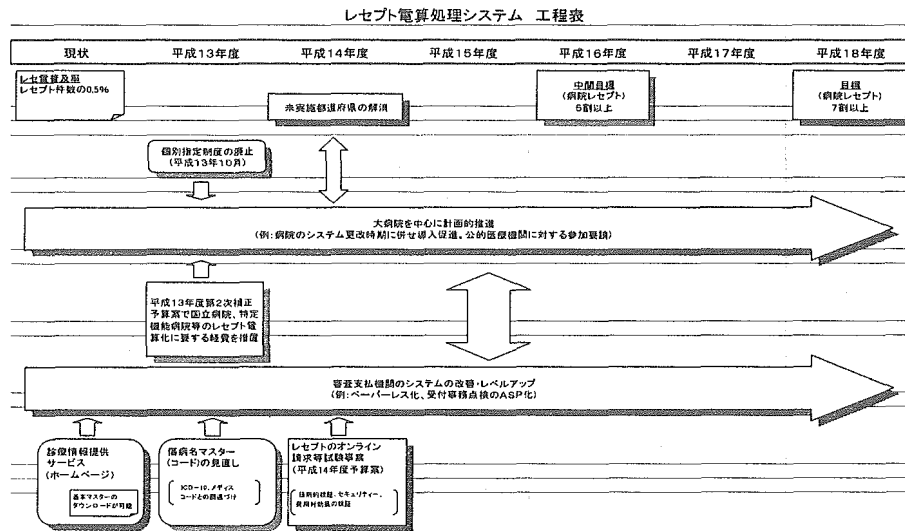 レセプト電算処理システム 工程表
現状
平成13年度
平成14年度
平成15年度
平成16年度
平成17年度
平成18年度
レセ電算普及率
レセプト件数の0.5%
未実施都道府県の解消
中間目標
(病院レセプト)
5割以上
目標
(病院レセプト)
7割以上
個別指定制度の廃止
(平成13年10月)
大病院を中心に計画的推進
(例:病院のシステム更改時期に併せ導入促進、公的医療機関に対する参加要請)
平成13年度第2次補正
予算案で国立病院、特定
機能病院等のレセプト電
算化に要する経費を措置
審査支払機関のシステムの改善・レベルアップ
(例:ペーパーレス化、受付事務点検のASP化)
診療情報提供
サービス
(ホームページ)
基本マスターの
ダウンロードが可能
傷病名マスター
(コード)の見直し
ICD-10、メディス
コードとの関連づけ
レセプトのオンライン
請求等試験事業
(平成14年度予算案)
技術的検証、セキュリティー、
費用対効果の検証